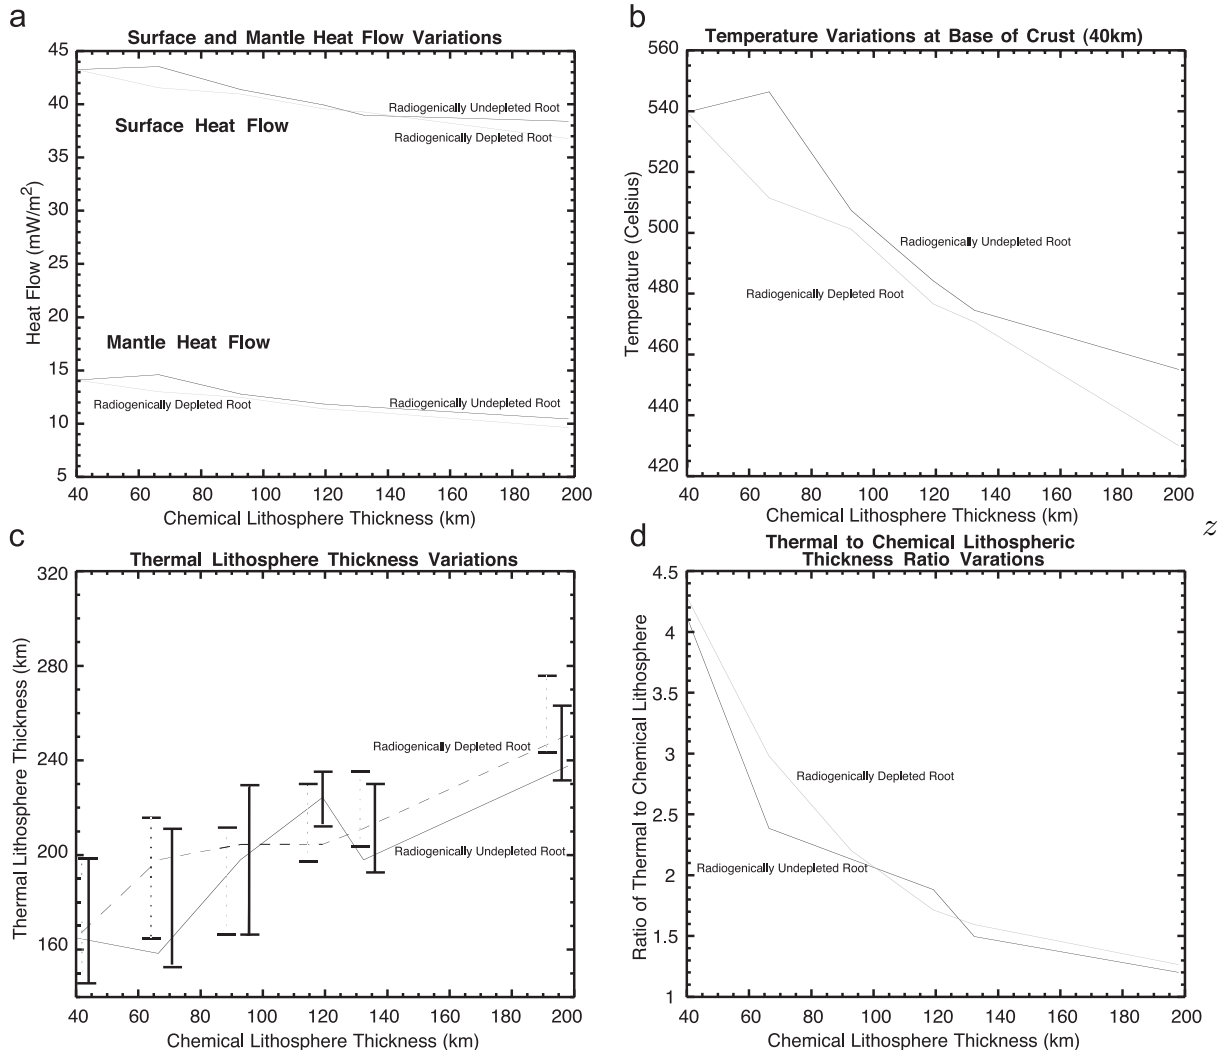 a
Surface and Mantle Heat Flow Variations
45
40
35
30
25
20
15
10
5
Heat Flow (mW/m²)
Radiogenically Undepleted Root
Surface Heat Flow
Radiogenically Depleted Root
Mantle Heat Flow
Radiogenically Depleted Root
Radiogenically Undepleted Root
40 60 80 100 120 140 160 180 200
Chemical Lithosphere Thickness (km)
b
Temperature Variations at Base of Crust (40km)
560
540
520
500
480
460
440
420
Temperature (Celsius)
Radiogenically Undepleted Root
Radiogenically Depleted Root
40 60 80 100 120 140 160 180 200
Chemical Lithosphere Thickness (km)
z
c
Thermal Lithosphere Thickness Variations
320
280
240
200
160
Thermal Lithosphere Thickness (km)
Radiogenically Depleted Root
Radiogenically Undepleted Root
40 60 80 100 120 140 160 180 200
Chemical Lithosphere Thickness (km)
d
Thermal to Chemical Lithospheric
Thickness Ratio Varations
4.5
4
3.5
3
2.5
2
1.5
1
Ratio of Thermal to Chemical Lithosphere
Radiogenically Depleted Root
Radiogenically Undepleted Root
40 60 80 100 120 140 160 180 200
Chemical Lithosphere Thickness (km)